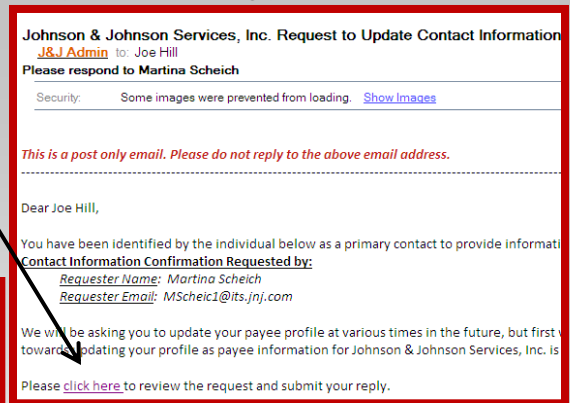 Johnson & Johnson Services, Inc. Request to Update Contact Information
J&J Admin to: Joe Hill
Please respond to Martina Scheich
Security: Some images were prevented from loading. Show Images
This is a post only email. Please do not reply to the above email address.
Dear Joe Hill,
You have been identified by the individual below as a primary contact to provide
Contact Information Confirmation Requested by:
Requester Name: Martina Scheich
Requester Email: MScheic1@its.jnj.com
We will be asking you to update your payee profile at various times in the future, but first
towards updating your profile as payee information for Johnson & Johnson Services, Inc. is
Please click here to review the request and submit your reply.